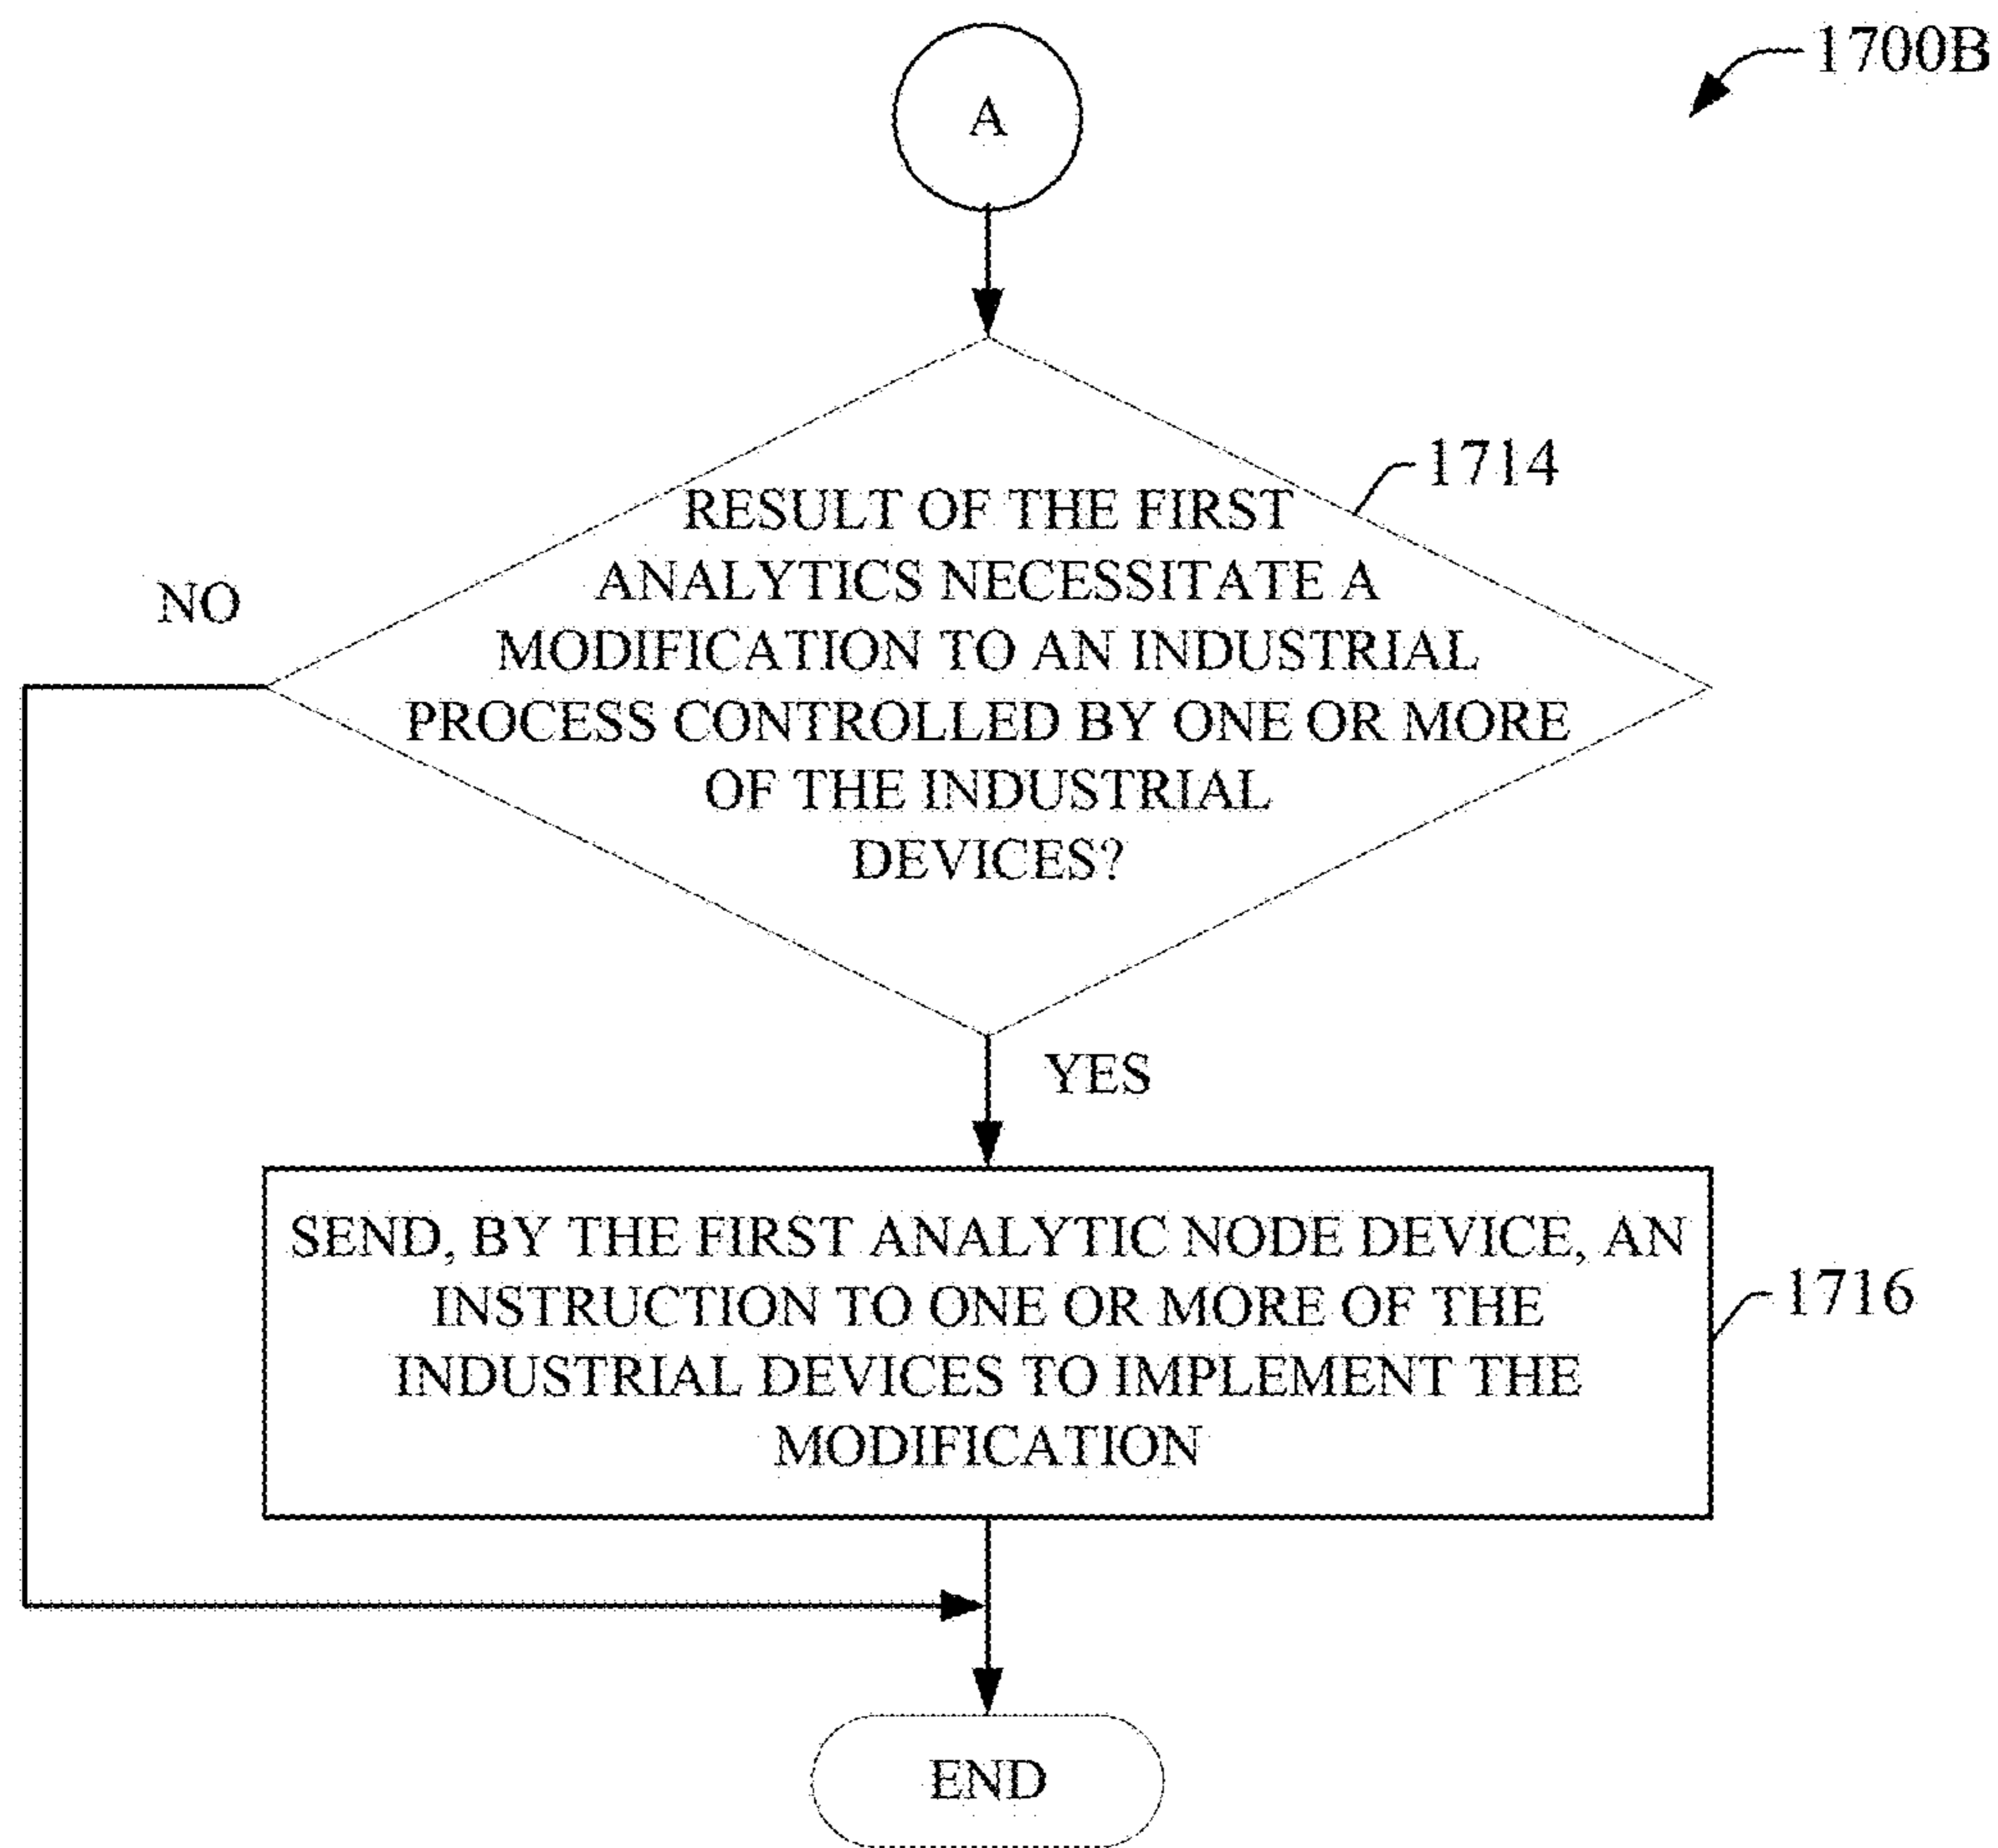 1700B
A
1714
RESULT OF THE FIRST
ANALYTICS NECESSITATE A
MODIFICATION TO AN INDUSTRIAL
PROCESS CONTROLLED BY ONE OR MORE
OF THE INDUSTRIAL
DEVICES?
NO
YES
SEND, BY THE FIRST ANALYTIC NODE DEVICE, AN
INSTRUCTION TO ONE OR MORE OF THE
INDUSTRIAL DEVICES TO IMPLEMENT THE
MODIFICATION
1716
END